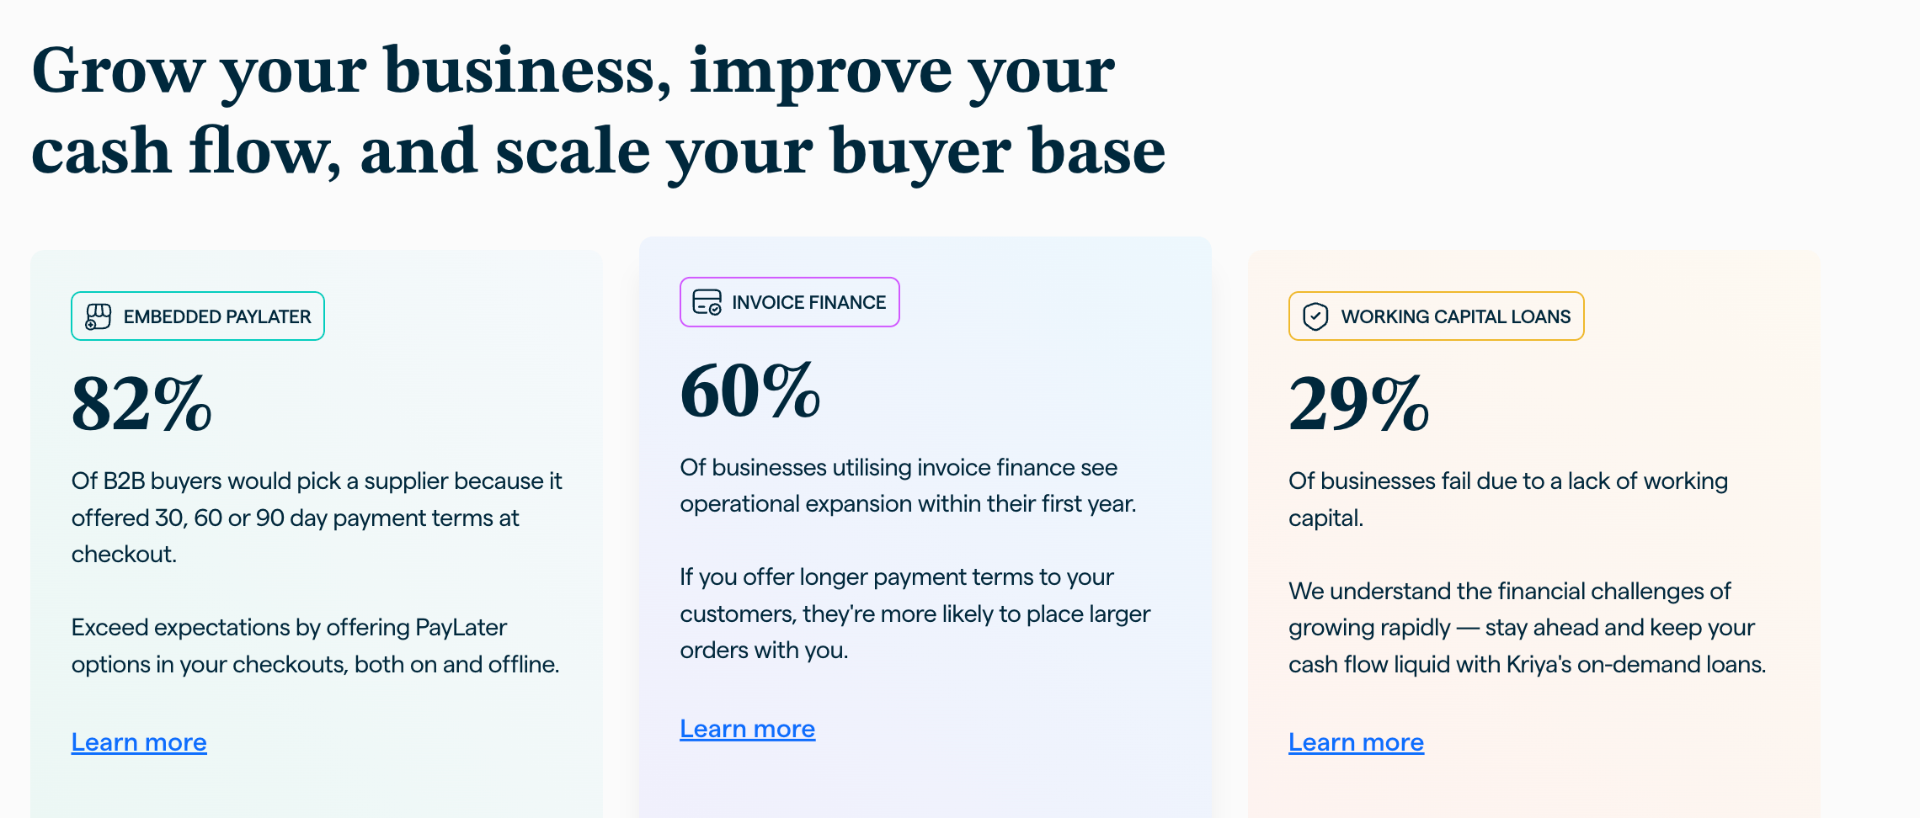 Grow your business, improve your
cash flow, and scale your buyer base
EMBEDDED PAYLATER
82%
Of B2B buyers would pick a supplier because it
offered 30, 60 or 90 day payment terms at
checkout.
Exceed expectations by offering PayLater
options in your checkouts, both on and offline.
Learn more
INVOICE FINANCE
60%
Of businesses utilising invoice finance see
operational expansion within their first year.
If you offer longer payment terms to your
customers, they're more likely to place larger
orders with you.
Learn more
WORKING CAPITAL LOANS
29%
Of businesses fail due to a lack of working
capital.
We understand the financial challenges of
growing rapidly — stay ahead and keep your
cash flow liquid with Kriya's on-demand loans.
Learn more